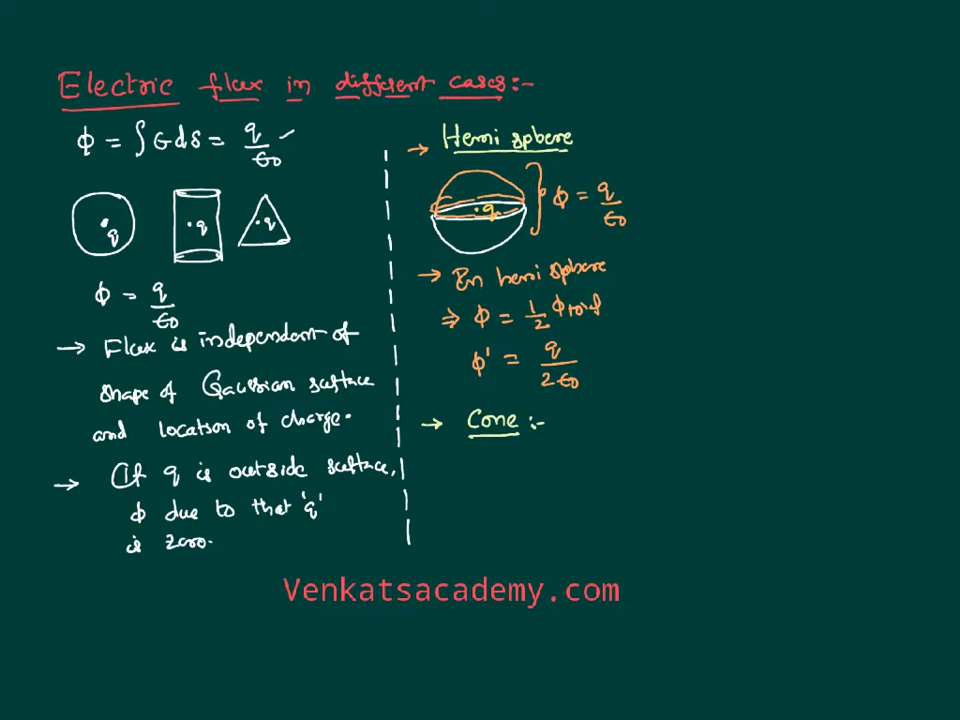 Electric flux in different cases:-
ϕ = ∫ E ds = q/ϵ0
q
q
q
ϕ = q/ϵ0
→ Flux is independent of
shape of Gaussian surface
and location of charge.
→ If q is outside surface,
ϕ due to that 'q'
is zero.
→ Hemi sphere
q
ϕ = q/ϵ0
→ In hemi sphere
⇒ ϕ = 1/2 ϕ total
ϕ' = q/2ϵ0
→ Cone :-
Venkatsacademy.com